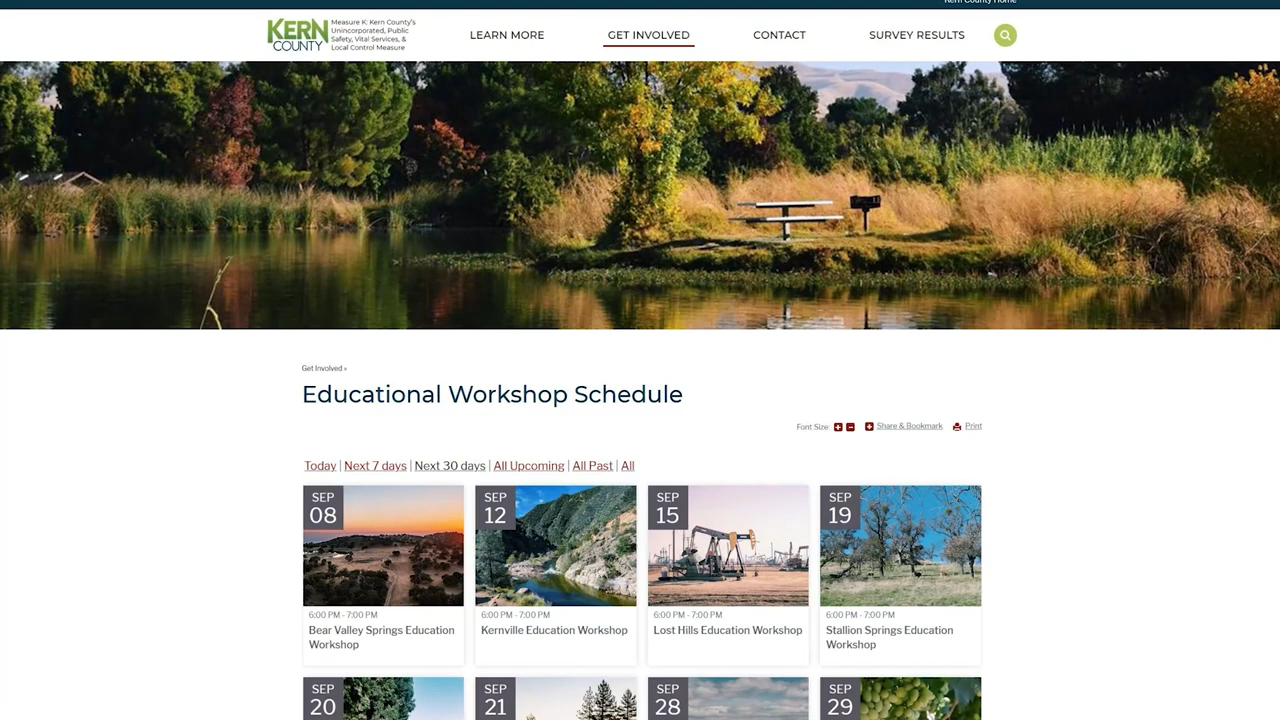 Kern County Home
KERN
COUNTY
Measure K: Kern County's
Unincorporated, Public
Safety, Vital Services, &
Local Control Measure
LEARN MORE
GET INVOLVED
CONTACT
SURVEY RESULTS
Get Involved »
Educational Workshop Schedule
Font Size: Share & Bookmark Print
Today | Next 7 days | Next 30 days | All Upcoming | All Past | All
SEP
08
6:00 PM - 7:00 PM
Bear Valley Springs Education
Workshop
SEP
12
6:00 PM - 7:00 PM
Kernville Education Workshop
SEP
15
6:00 PM - 7:00 PM
Lost Hills Education Workshop
SEP
19
6:00 PM - 7:00 PM
Stallion Springs Education
Workshop
SEP
20
SEP
21
SEP
28
SEP
29